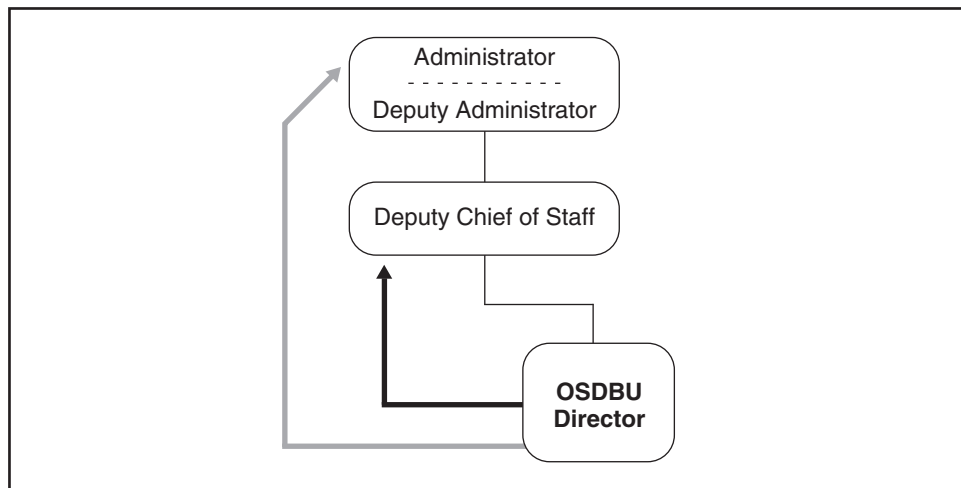 Administrator
Deputy Administrator
Deputy Chief of Staff
OSDBU
Director